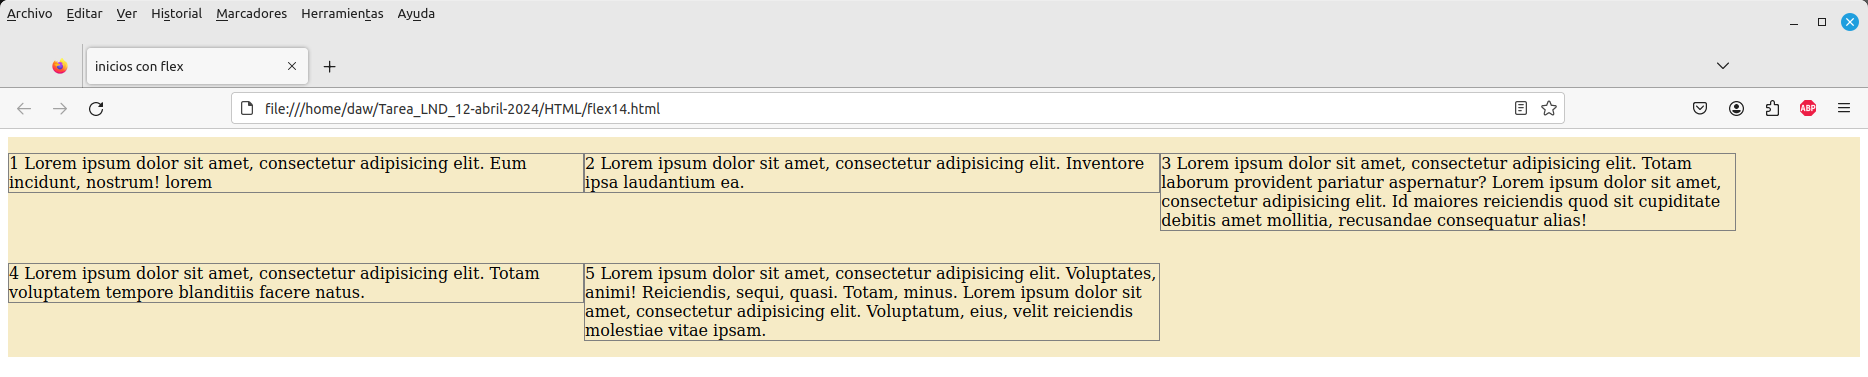 Archivo Editar Ver Historial Marcadores Herramientas Ayuda
inicios con flex
file:///home/daw/Tarea_LND_12-abril-2024/HTML/flex14.html
ABP
1 Lorem ipsum dolor sit amet, consectetur adipisicing elit. Eum
incidunt, nostrum! lorem
2 Lorem ipsum dolor sit amet, consectetur adipisicing elit. Inventore
ipsa laudantium ea.
3 Lorem ipsum dolor sit amet, consectetur adipisicing elit. Totam
laborum provident pariatur aspernatur? Lorem ipsum dolor sit amet,
consectetur adipisicing elit. Id maiores reiciendis quod sit cupiditate
debitis amet mollitia, recusandae consequatur alias!
4 Lorem ipsum dolor sit amet, consectetur adipisicing elit. Totam
voluptatem tempore blanditiis facere natus.
5 Lorem ipsum dolor sit amet, consectetur adipisicing elit. Voluptates,
animi! Reiciendis, sequi, quasi. Totam, minus. Lorem ipsum dolor sit
amet, consectetur adipisicing elit. Voluptatum, eius, velit reiciendis
molestiae vitae ipsam.